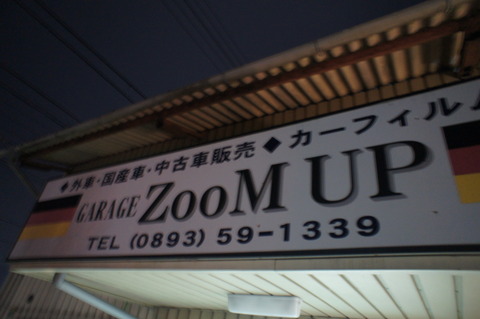 ◆外車・国産車・中古車販売◆カーフィルム
GARAGE ZooM UP
TEL (0893) 59-1339